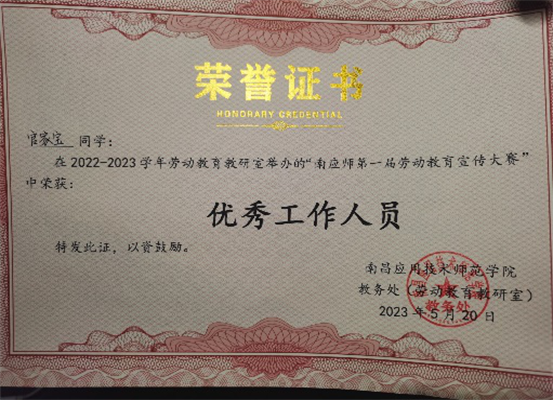 荣誉证书
HONORARY CREDENTIAL
官家宝 同学:
在2022-2023学年劳动教育教研室举办的“南应师第一届劳动教育宣传大赛”
中荣获:
优秀工作人员
特发此证,以资鼓励。
南昌应用技术师范学院
教务处(劳动教育教研室)
教务处
2023年5月20日